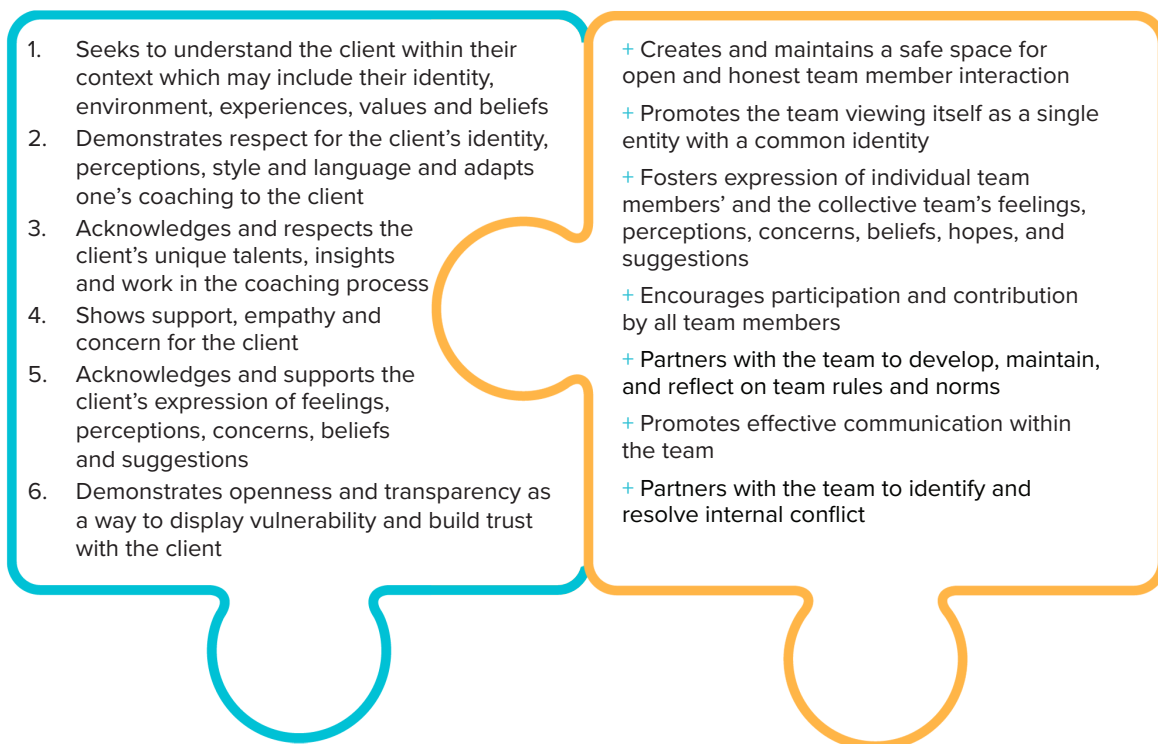 1. Seeks to understand the client within their
context which may include their identity,
environment, experiences, values and beliefs
2. Demonstrates respect for the client's identity,
perceptions, style and language and adapts
one's coaching to the client
3. Acknowledges and respects the
client's unique talents, insights
and work in the coaching process
4. Shows support, empathy and
concern for the client
5. Acknowledges and supports the
client's expression of feelings,
perceptions, concerns, beliefs
and suggestions
6. Demonstrates openness and transparency as
a way to display vulnerability and build trust
with the client
+ Creates and maintains a safe space for
open and honest team member interaction
+ Promotes the team viewing itself as a single
entity with a common identity
+ Fosters expression of individual team
members' and the collective team's feelings,
perceptions, concerns, beliefs, hopes, and
suggestions
+ Encourages participation and contribution
by all team members
+ Partners with the team to develop, maintain,
and reflect on team rules and norms
+ Promotes effective communication within
the team
+ Partners with the team to identify and
resolve internal conflict